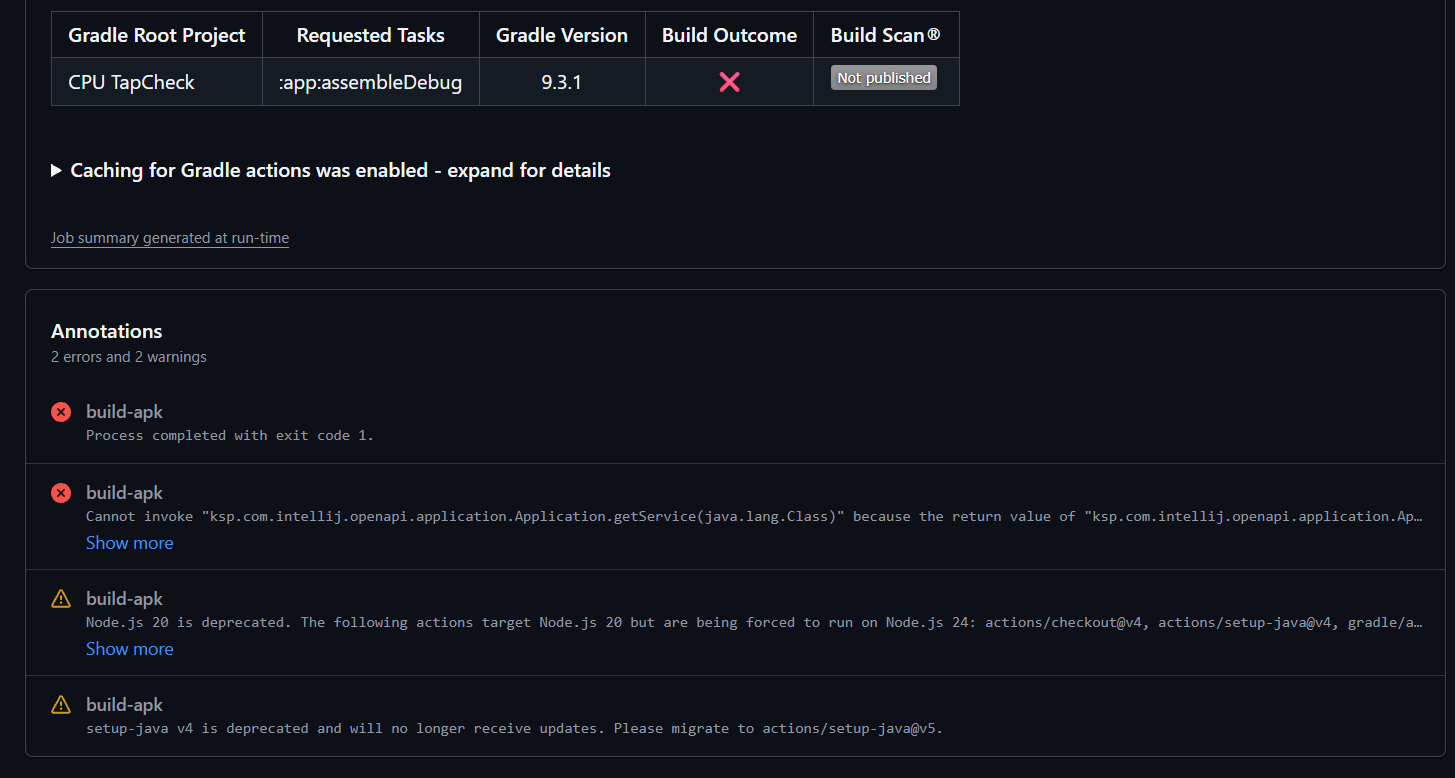 Gradle Root Project Requested Tasks Gradle Version Build Outcome Build Scan®
CPU TapCheck :app:assembleDebug 9.3.1 ❌ Not published
Caching for Gradle actions was enabled - expand for details
Job summary generated at run-time
Annotations
2 errors and 2 warnings
build-apk
Process completed with exit code 1.
build-apk
Cannot invoke "ksp.com.intellij.openapi.application.Application.getService(java.lang.Class)" because the return value of "ksp.com.intellij.openapi.application.Ap…
Show more
build-apk
Node.js 20 is deprecated. The following actions target Node.js 20 but are being forced to run on Node.js 24: actions/checkout@v4, actions/setup-java@v4, gradle/a…
Show more
build-apk
setup-java v4 is deprecated and will no longer receive updates. Please migrate to actions/setup-java@v5.